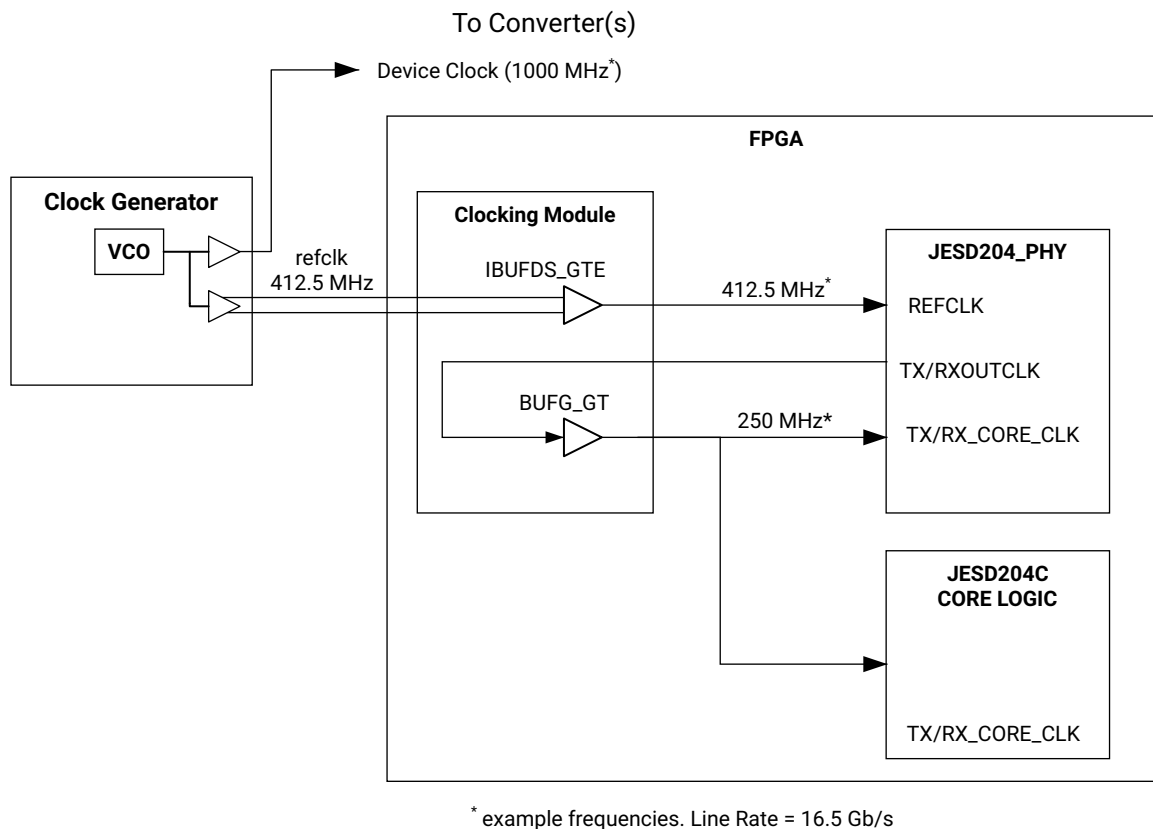 To Converter(s)
Device Clock (1000 MHz*)
FPGA
Clock Generator
VCO
refclk
412.5 MHz
Clocking Module
IBUFDS_GTE
412.5 MHz*
JESD204_PHY
REFCLK
TX/RXOUTCLK
BUFG_GT
250 MHz*
TX/RX_CORE_CLK
JESD204C
CORE LOGIC
TX/RX_CORE_CLK
* example frequencies. Line Rate = 16.5 Gb/s